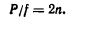 P/f = 2n.